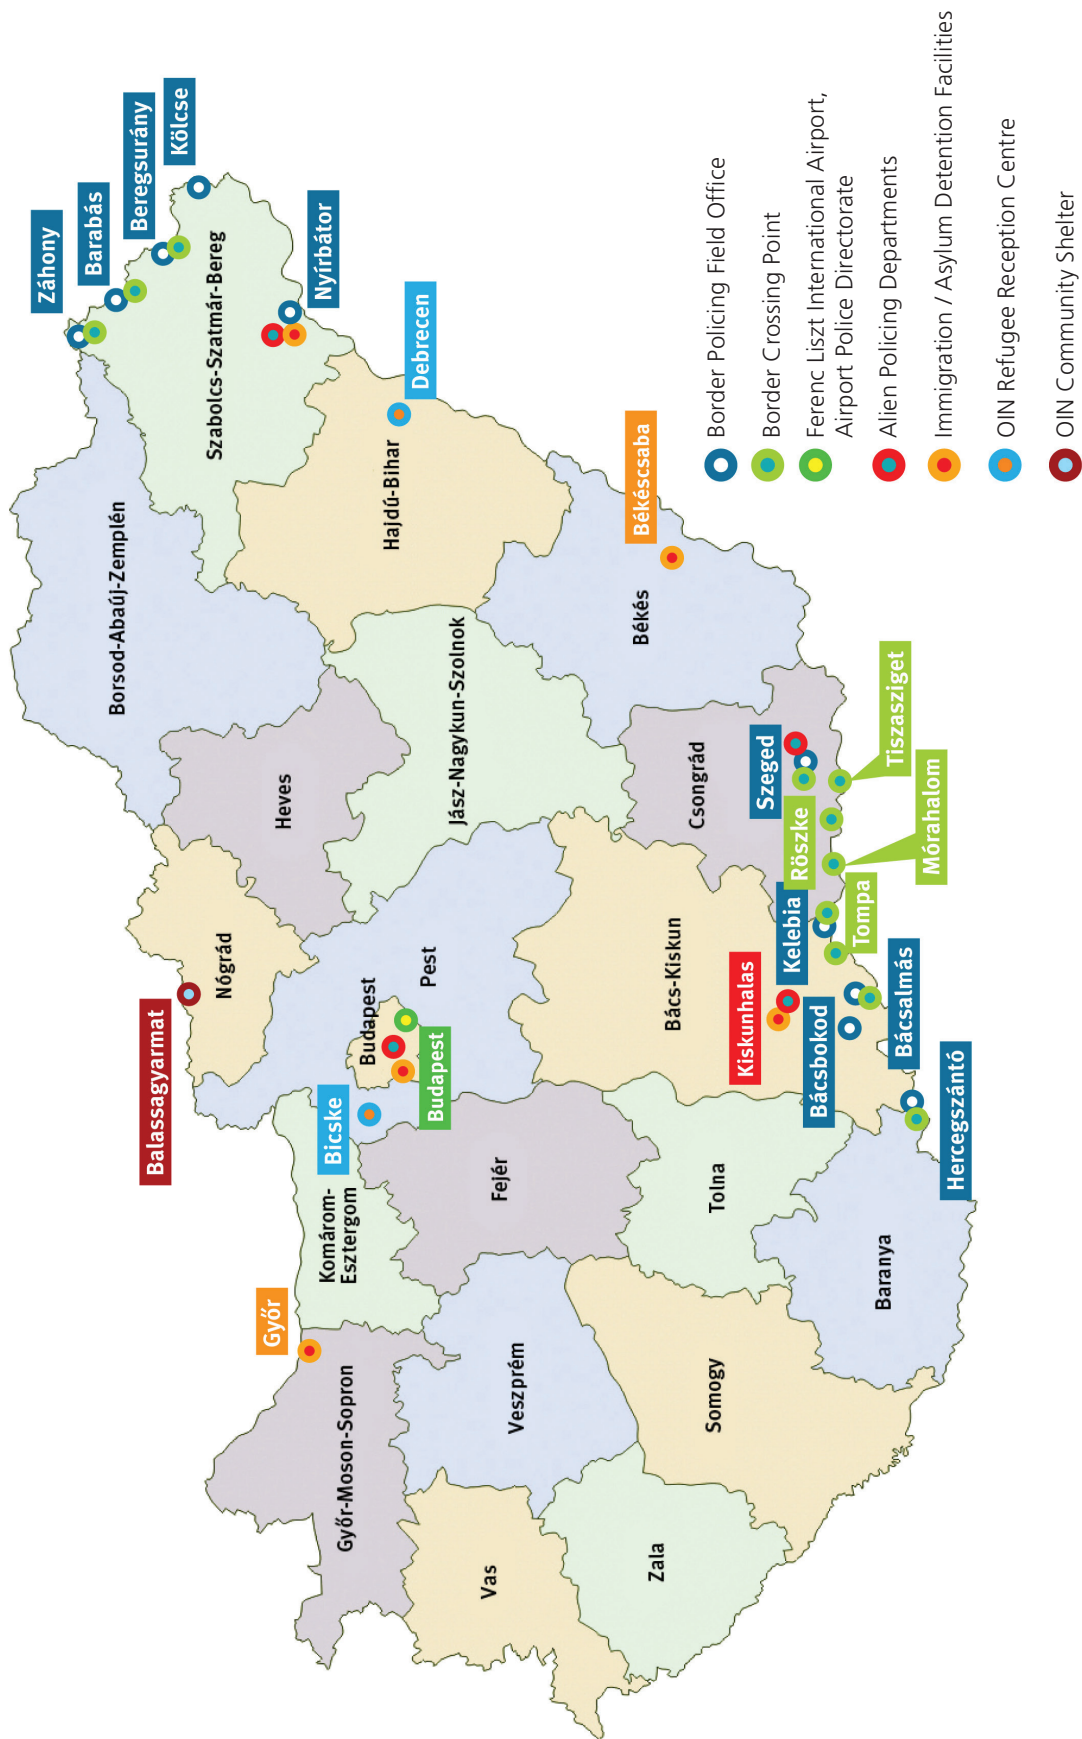 Záhony
Barabás
Beregsurány
Kölcse
Szabolcs-Szatmár-Bereg
Nyírbátor
Debrecen
Borsod-Abaúj-Zemplén
Hajdú-Bihar
Békéscsaba
Békés
Heves
Jász-Nagykun-Szolnok
Csongrád
Szeged
Tiszasziget
Röszke
Mórahalom
Balassagyarmat
Nógrád
Pest
Budapest
Budapest
Bicske
Bács-Kiskun
Kelebia
Tompa
Kiskunhalas
Bácsbokod
Bácsalmás
Hercegszántó
Komárom-
Esztergom
Fejér
Tolna
Baranya
Győr
Győr-Moson-Sopron
Veszprém
Somogy
Vas
Zala
Border Policing Field Office
Border Crossing Point
Ferenc Liszt International Airport,
Airport Police Directorate
Alien Policing Departments
Immigration / Asylum Detention Facilities
OIN Refugee Reception Centre
OIN Community Shelter